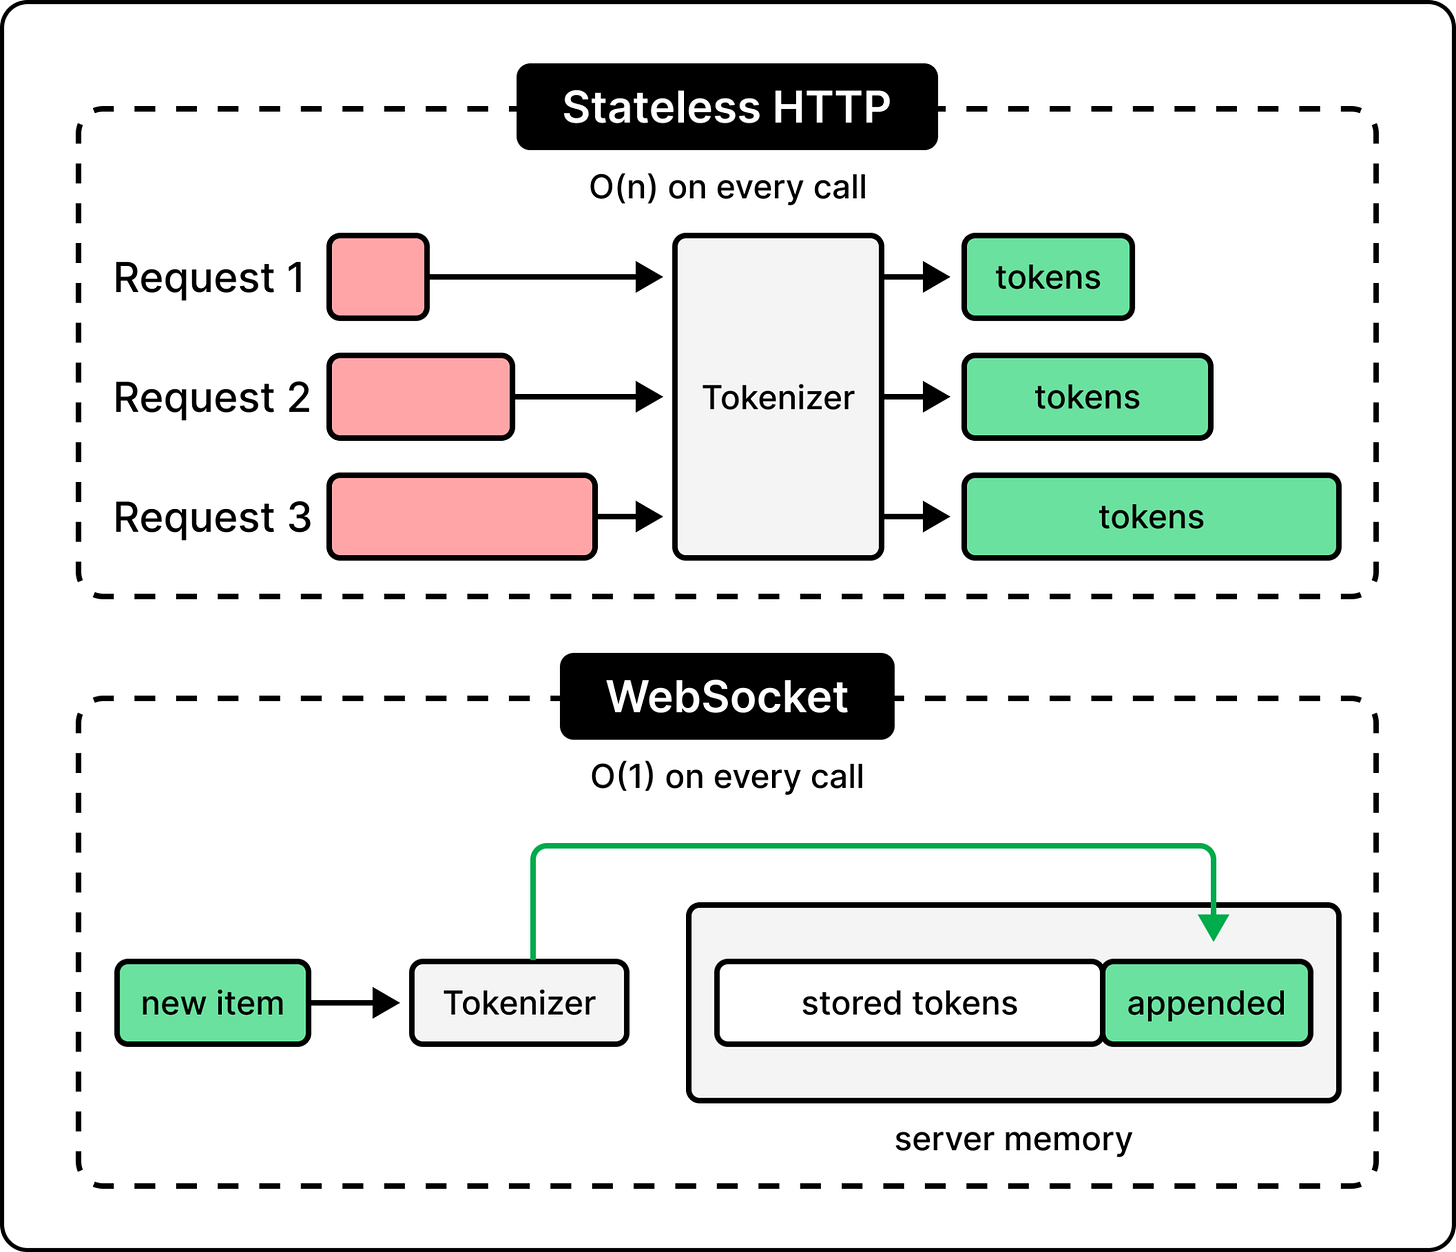 Stateless HTTP
O(n) on every call
Request 1
tokens
Request 2
Tokenizer
tokens
Request 3
tokens
WebSocket
O(1) on every call
new item
Tokenizer
stored tokens
appended
server memory